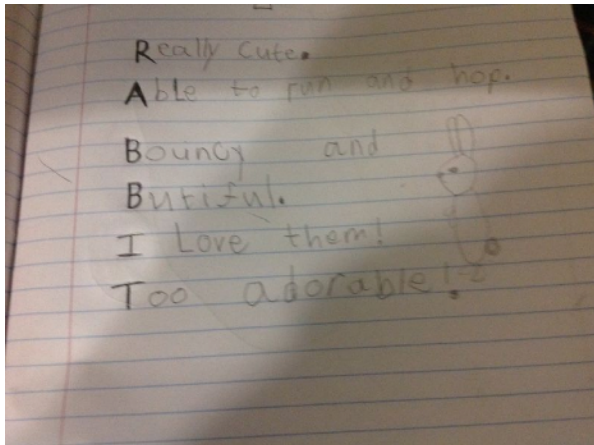 Really cute.
Able to run and hop.
Bouncy and
Butiful.
I Love them!
Too adorable!